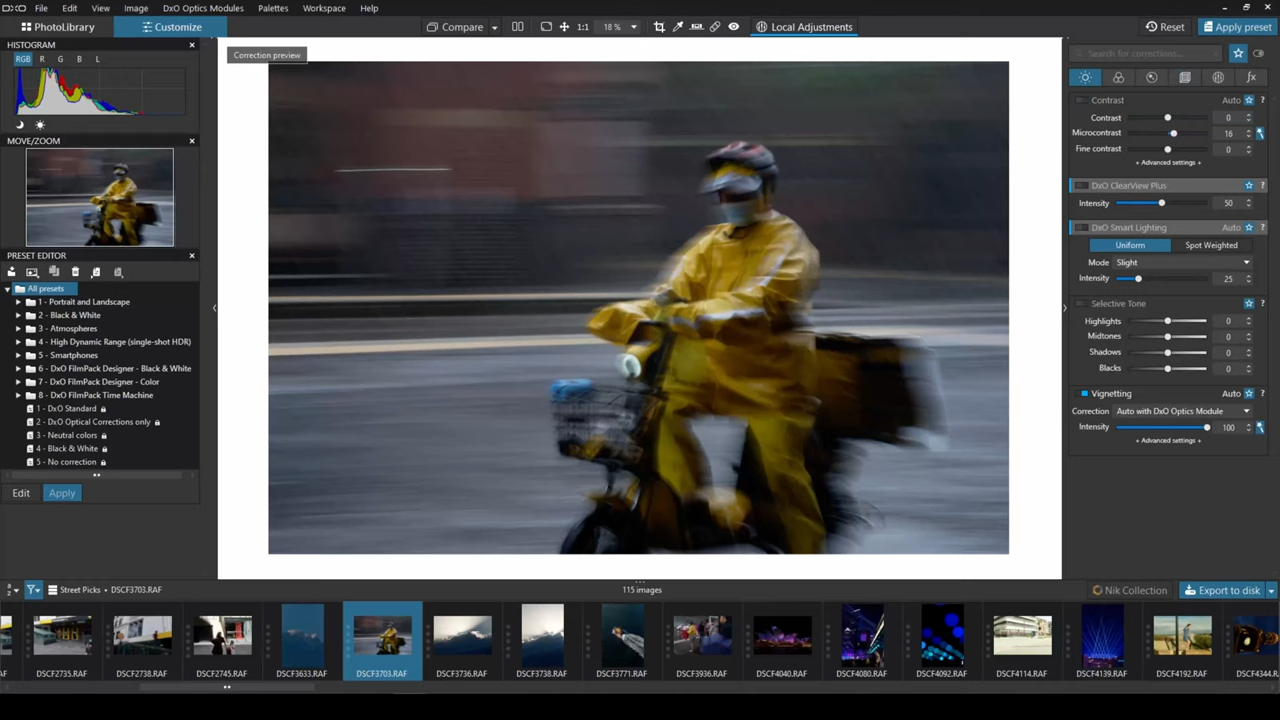 DXO File Edit View Image DxO Optics Modules Palettes Workspace Help
PhotoLibrary Customize Compare 1:1 18 % Local Adjustments Reset Apply preset
HISTOGRAM
RGB R G B L
MOVE/ZOOM
PRESET EDITOR
All presets
1 - Portrait and Landscape
2 - Black & White
3 - Atmospheres
4 - High Dynamic Range (single-shot HDR)
5 - Smartphones
6 - DxO FilmPack Designer - Black & White
7 - DxO FilmPack Designer - Color
8 - DxO FilmPack Time Machine
1 - DxO Standard
2 - DxO Optical Corrections only
3 - Neutral colors
4 - Black & White
5 - No correction
Edit Apply
Correction preview
Search for corrections...
fx
Contrast Auto ?
Contrast 0
Microcontrast 16
Fine contrast 0
+ Advanced settings +
DxO ClearView Plus ?
Intensity 50
DxO Smart Lighting Auto ?
Uniform Spot Weighted
Mode Slight
Intensity 25
Selective Tone ?
Highlights 0
Midtones 0
Shadows 0
Blacks 0
Vignetting Auto ?
Correction Auto with DxO Optics Module
Intensity 100
+ Advanced settings +
Street Picks • DSCF3703.RAF 115 images Nik Collection Export to disk
DSCF2735.RAF DSCF2738.RAF DSCF2745.RAF DSCF3633.RAF DSCF3703.RAF DSCF3736.RAF DSCF3738.RAF DSCF3771.RAF DSCF3936.RAF DSCF4040.RAF DSCF4080.RAF DSCF4092.RAF DSCF4114.RAF DSCF4139.RAF DSCF4192.RAF DSCF4344.RA